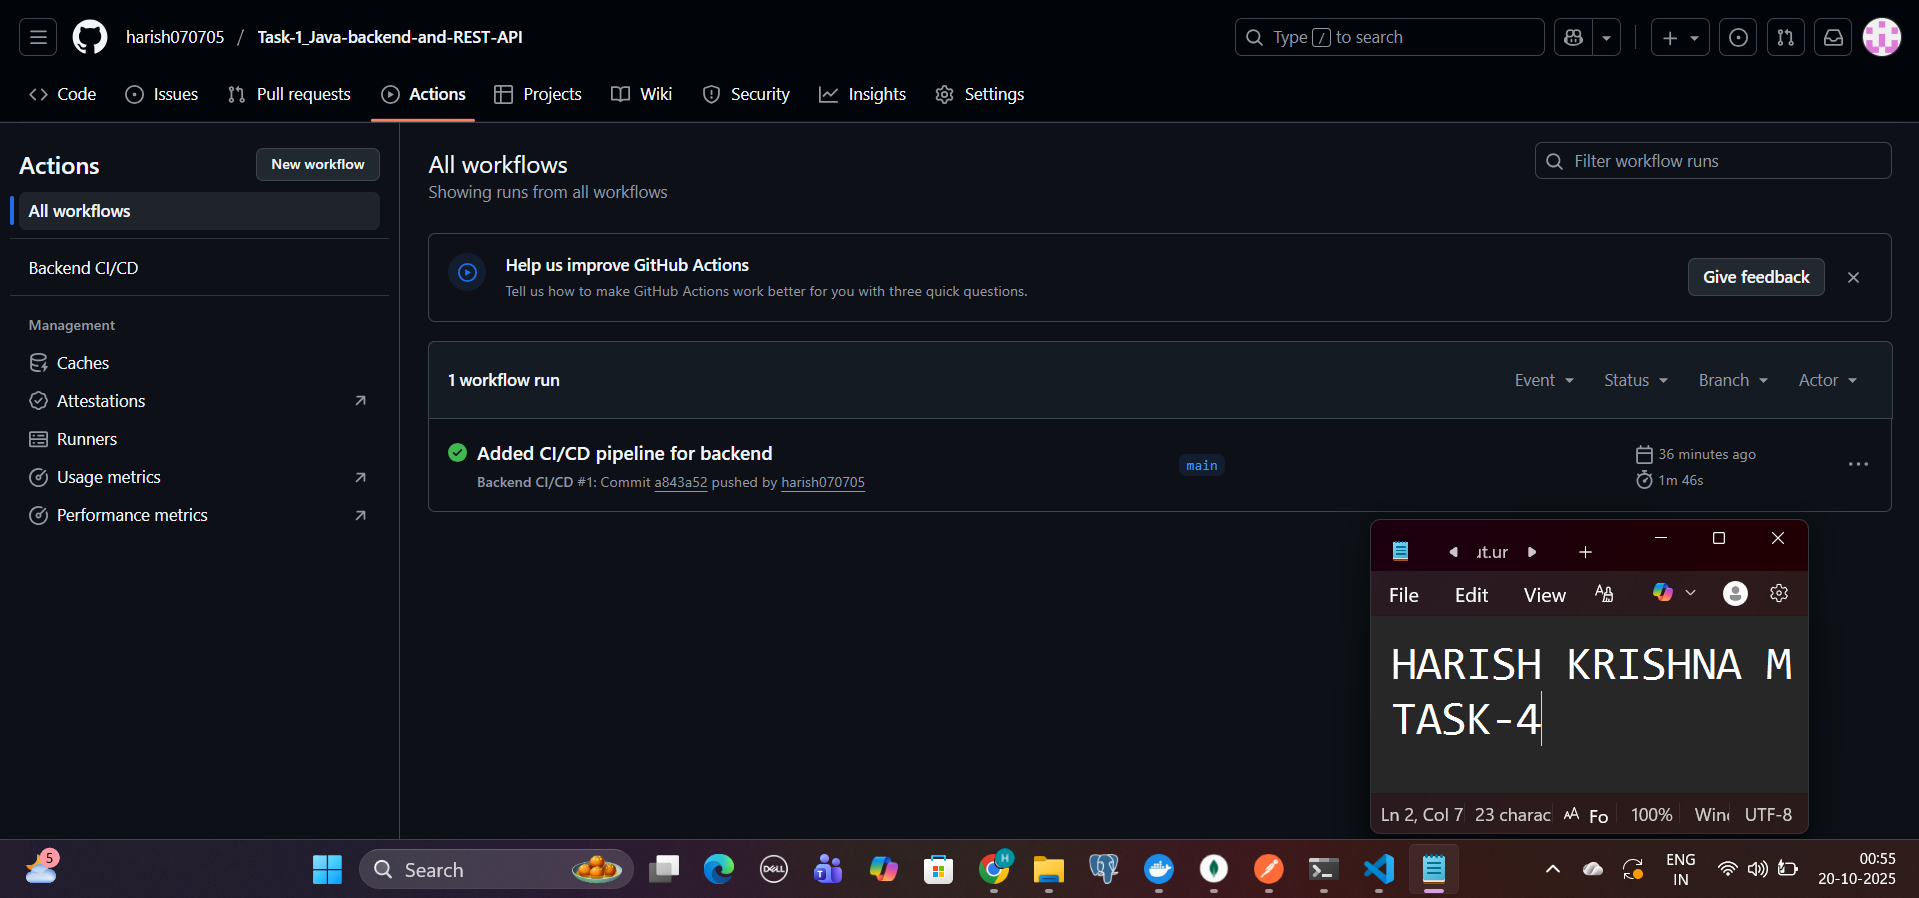 harish070705 / Task-1_Java-backend-and-REST-API
Type / to search
Code Issues Pull requests Actions Projects Wiki Security Insights Settings
Actions
New workflow
All workflows
Backend CI/CD
Management
Caches
Attestations
Runners
Usage metrics
Performance metrics
All workflows
Showing runs from all workflows
Filter workflow runs
Help us improve GitHub Actions
Tell us how to make GitHub Actions work better for you with three quick questions.
Give feedback
1 workflow run
Event Status Branch Actor
Added CI/CD pipeline for backend
Backend CI/CD #1: Commit a843a52 pushed by harish070705
main
36 minutes ago
1m 46s
File Edit View
HARISH KRISHNA M
TASK-4
Ln 2, Col 7 23 charac Fo 100% UTF-8
5
Search
DELL
H
ENG
IN
00:55
20-10-2025